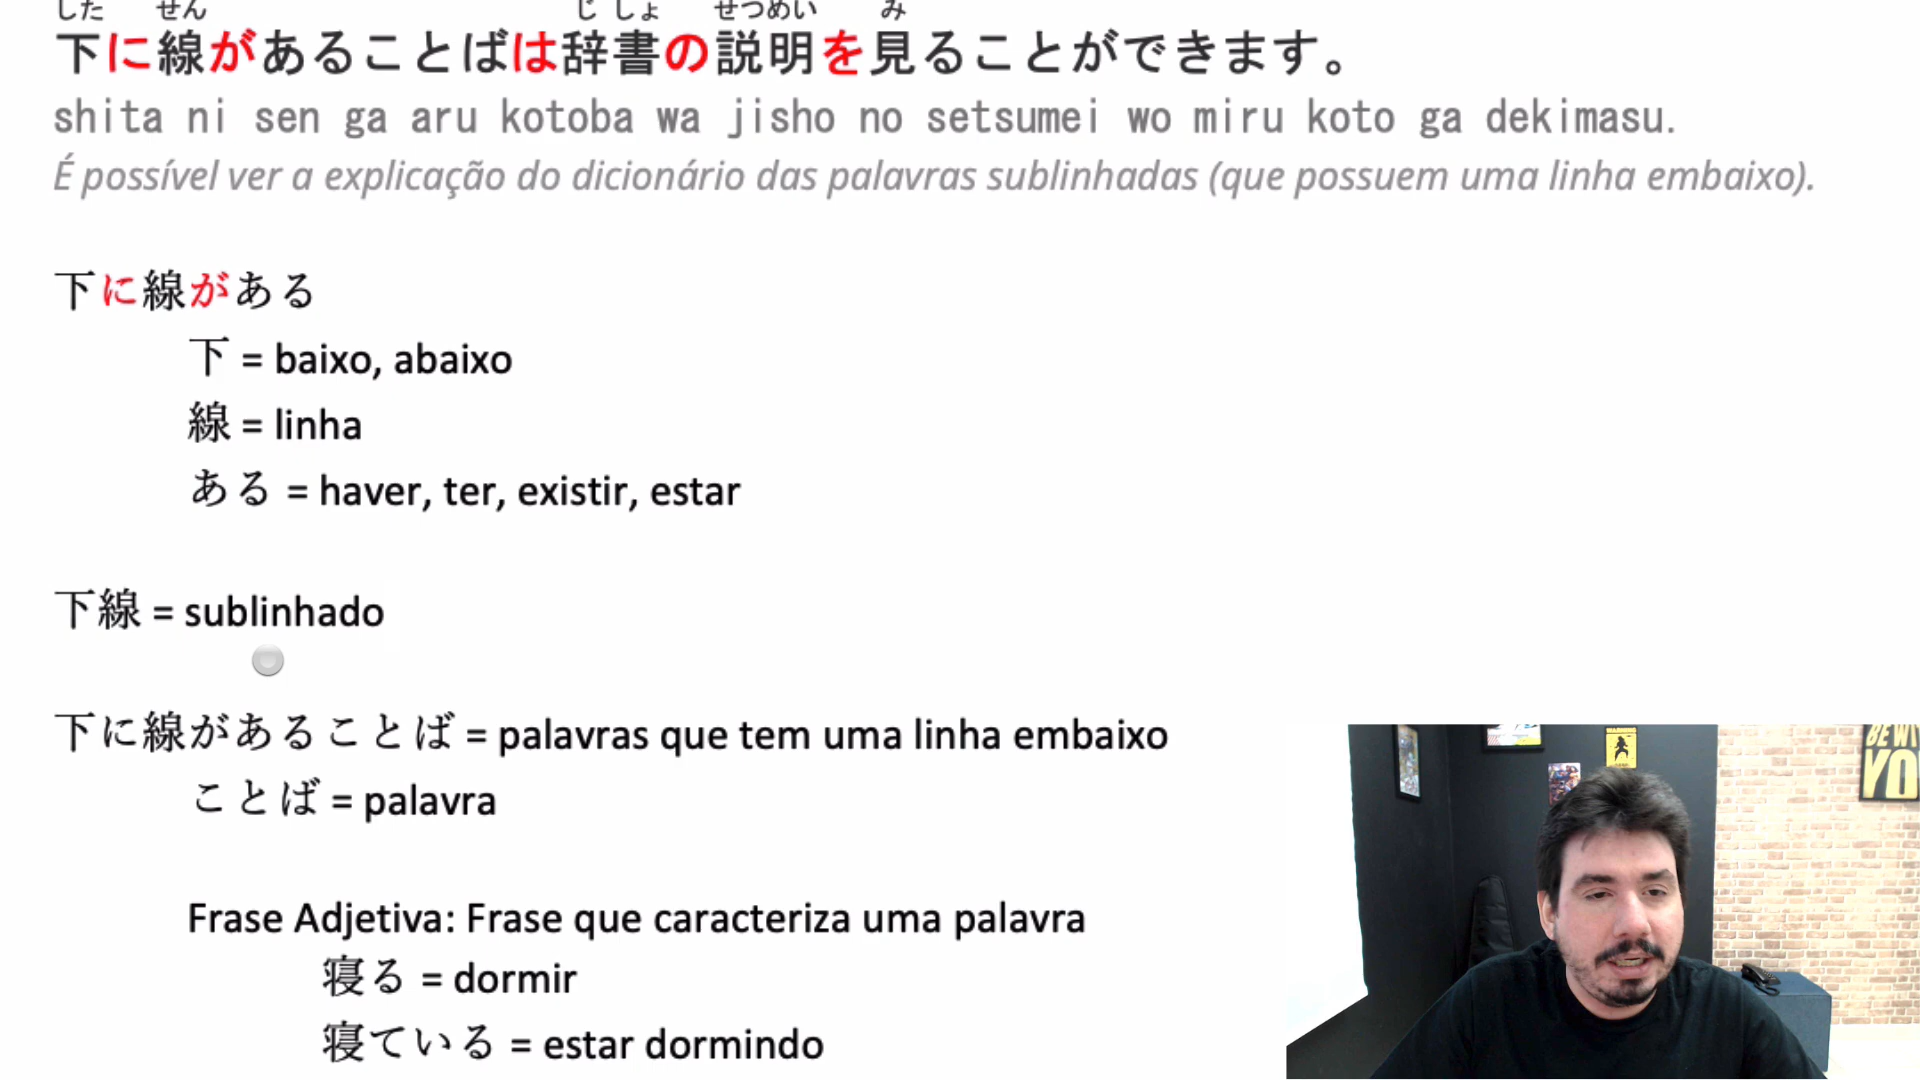 した せん じしょ せつめい み
下に線があることばは辞書の説明を見ることができます。
shita ni sen ga aru kotoba wa jisho no setsumei wo miru koto ga dekimasu.
É possível ver a explicação do dicionário das palavras sublinhadas (que possuem uma linha embaixo).
下に線がある
下 = baixo, abaixo
線 = linha
ある = haver, ter, existir, estar
下線 = sublinhado
下に線があることば = palavras que tem uma linha embaixo
ことば = palavra
Frase Adjetiva: Frase que caracteriza uma palavra
寝る = dormir
寝ている = estar dormindo
BE WI
YO